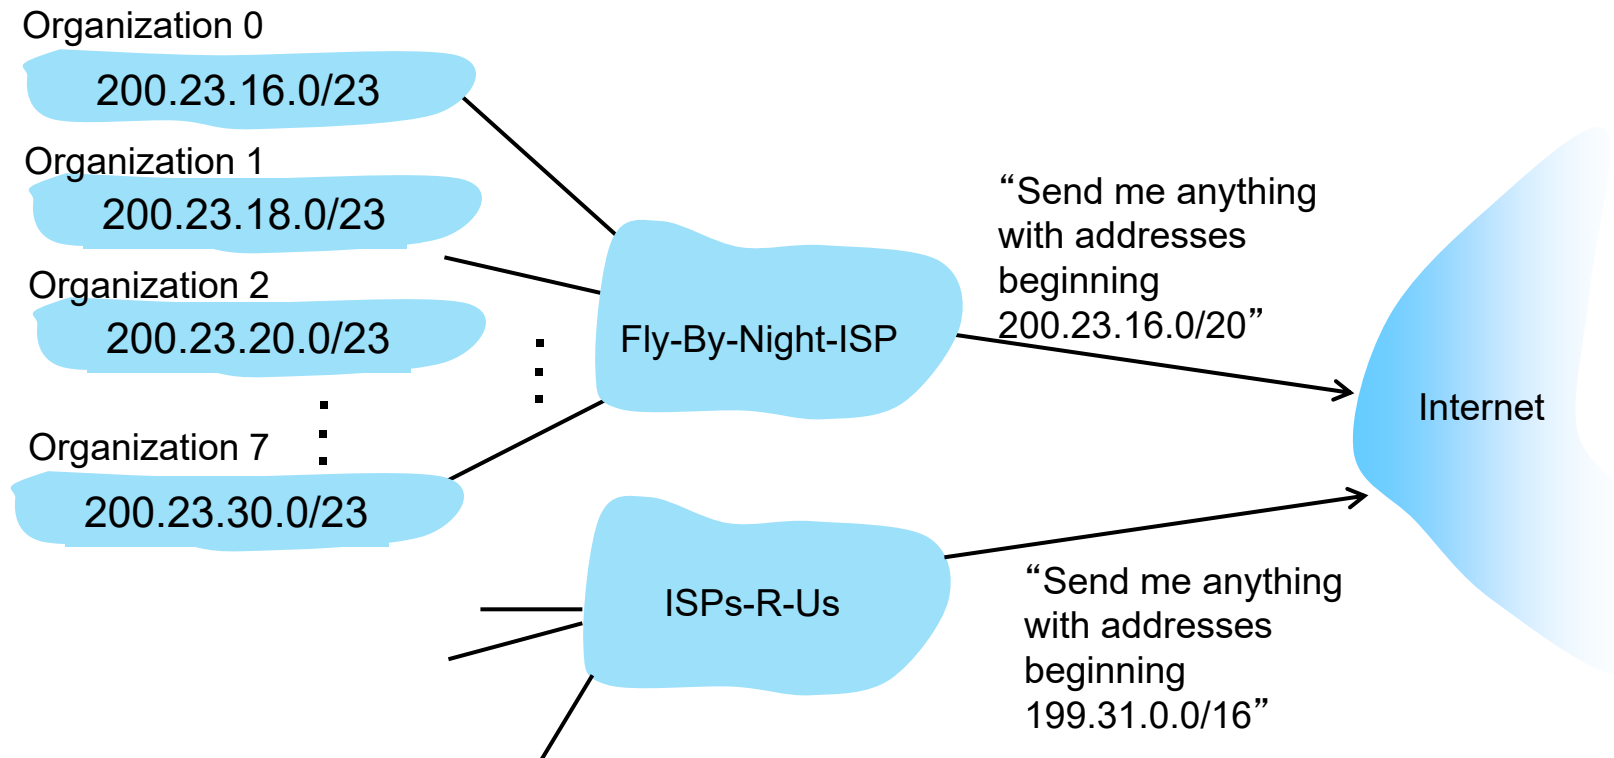 Organization 0
200.23.16.0/23
Organization 1
200.23.18.0/23
Organization 2
200.23.20.0/23
Organization 7
200.23.30.0/23
Fly-By-Night-ISP
“Send me anything
with addresses
beginning
200.23.16.0/20”
Internet
ISPs-R-Us
“Send me anything
with addresses
beginning
199.31.0.0/16”